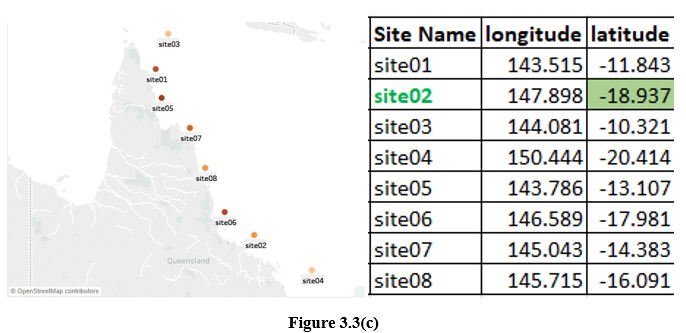 site03
site01
site05
site07
site08
site06
site02
Queensland
site04
© OpenStreetMap contributors
Site Name longitude latitude
site01 143.515 -11.843
site02 147.898 -18.937
site03 144.081 -10.321
site04 150.444 -20.414
site05 143.786 -13.107
site06 146.589 -17.981
site07 145.043 -14.383
site08 145.715 -16.091
Figure 3.3(c)